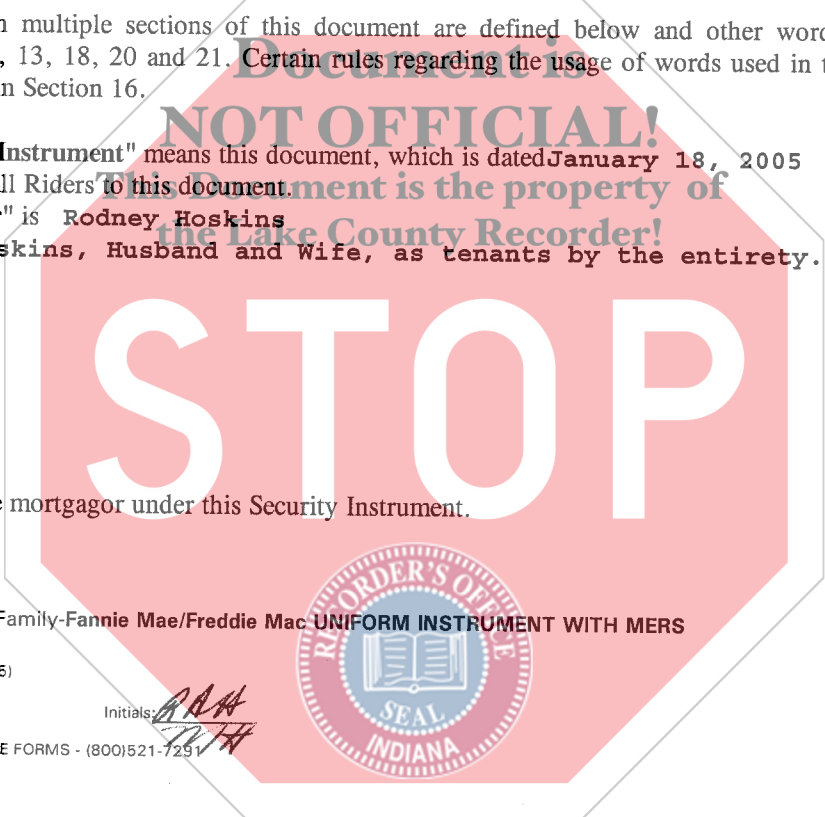 multiple sections of this document are defined below and other word
, 13, 18, 20 and 21. Certain rules regarding the usage of words used in t
n Section 16.
Document is
NOT OFFICIAL!
This Document is the property of
the Lake County Recorder!
Instrument" means this document, which is dated January 18, 2005
ll Riders to this document.
" is Rodney Hoskins
skins, Husband and Wife, as tenants by the entirety.
STOP
mortgagor under this Security Instrument.
Family-Fannie Mae/Freddie Mac UNIFORM INSTRUMENT WITH MERS
RECORDER'S OFFICE
SEAL
INDIANA
Initials: RAH
E FORMS - (800)521-7291